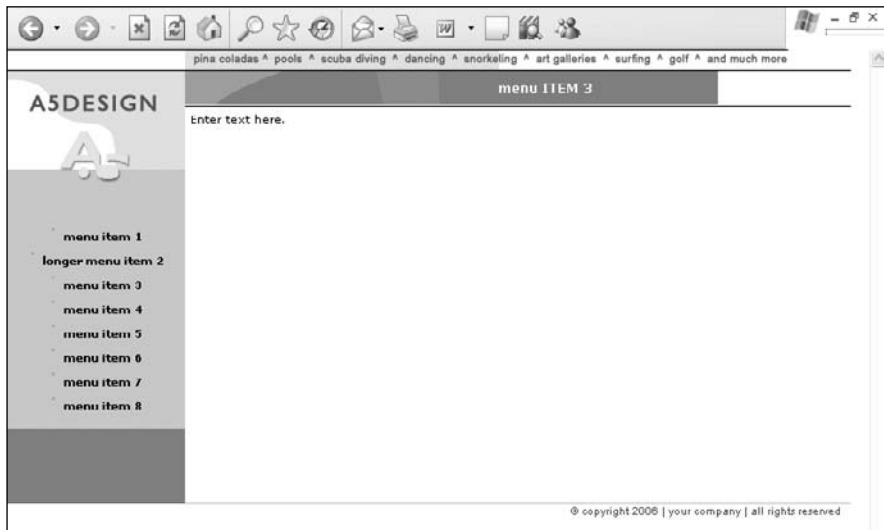 pina coladas ^ pools ^ scuba diving ^ dancing ^ snorkeling ^ art galleries ^ surfing ^ golf ^ and much more
A5DESIGN
A5
menu ITEM 3
Enter text here.
menu item 1
longer menu item 2
menu item 3
menu item 4
menu item 5
menu item 6
menu item 7
menu item 8
© copyright 2006 | your company | all rights reserved